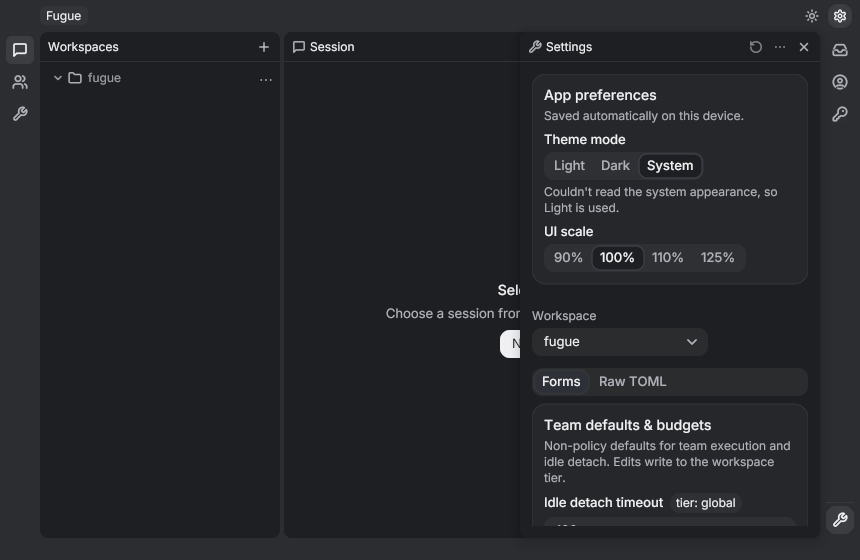 Fugue
Workspaces
fugue
Session
Choose a session
Settings
App preferences
Saved automatically on this device.
Theme mode
Light Dark System
Couldn't read the system appearance, so
Light is used.
UI scale
90% 100% 110% 125%
Workspace
fugue
Forms Raw TOML
Team defaults & budgets
Non-policy defaults for team execution and
idle detach. Edits write to the workspace
tier.
Idle detach timeout tier: global